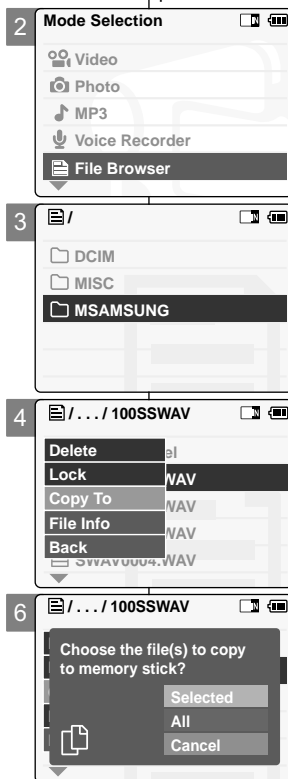 2
Mode Selection
Video
Photo
MP3
Voice Recorder
File Browser
3
/
DCIM
MISC
MSAMSUNG
4
/ . . . / 100SSWAV
Delete
el
Lock
WAV
Copy To
WAV
File Info
WAV
Back
SWAV0004.WAV
6
/ . . . / 100SSWAV
Choose the file(s) to copy
to memory stick?
Selected
All
Cancel